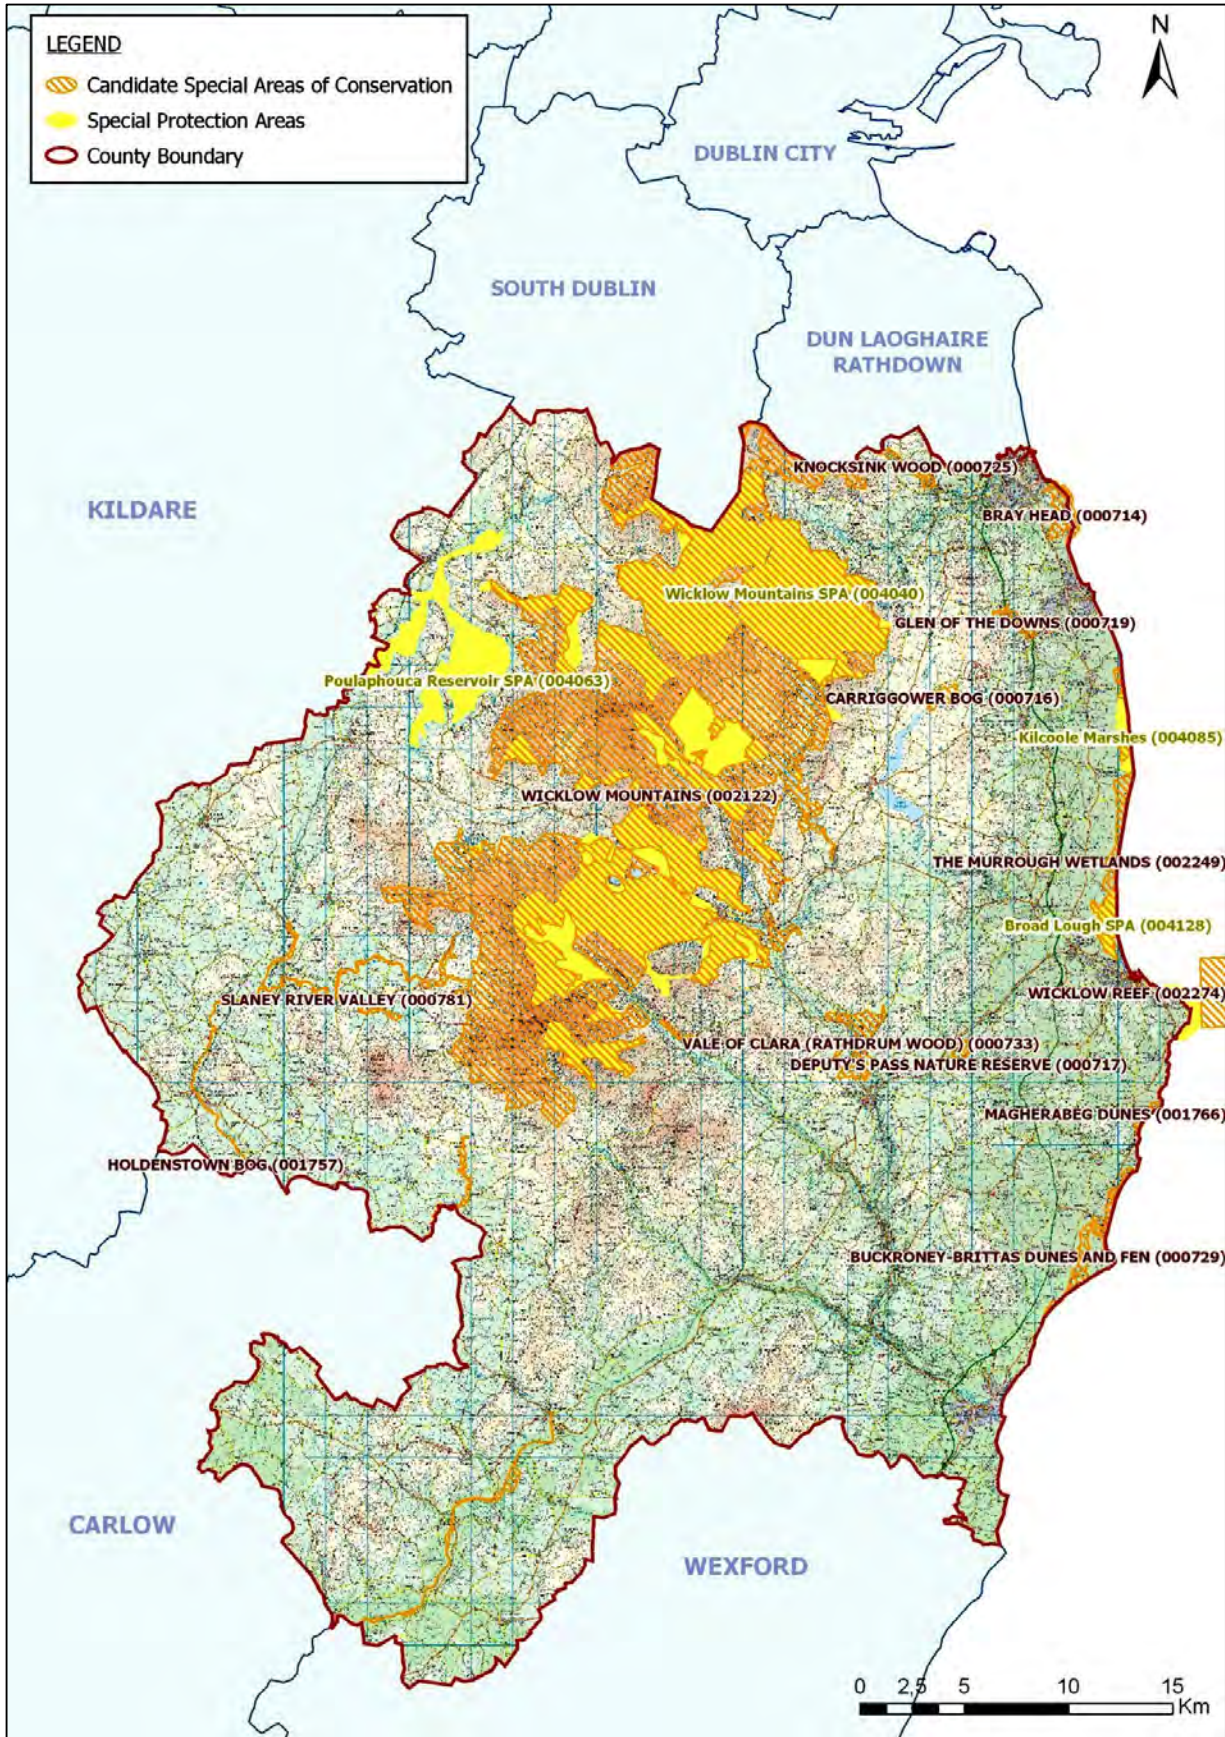 LEGEND
Candidate Special Areas of Conservation
Special Protection Areas
County Boundary
N
DUBLIN CITY
SOUTH DUBLIN
DUN LAOGHAIRE
RATHDOWN
KILDARE
KNOCKSINK WOOD (000725)
BRAY HEAD (000714)
Wicklow Mountains SPA (004040)
GLEN OF THE DOWNS (000719)
Poulaphouca Reservoir SPA (004063)
CARRIGGOWER BOG (000716)
Kilcoole Marshes (004085)
WICKLOW MOUNTAINS (002122)
THE MURROUGH WETLANDS (002249)
Broad Lough SPA (004128)
SLANEY RIVER VALLEY (000781)
WICKLOW REEF (002274)
VALE OF CLARA (RATHDRUM WOOD) (000733)
DEPUTY'S PASS NATURE RESERVE (000717)
MAGHERABEG DUNES (001766)
HOLDENSTOWN BOG (001757)
BUCKRONEY-BRITTAS DUNES AND FEN (000729)
CARLOW
WEXFORD
0 2,5 5 10 15
Km